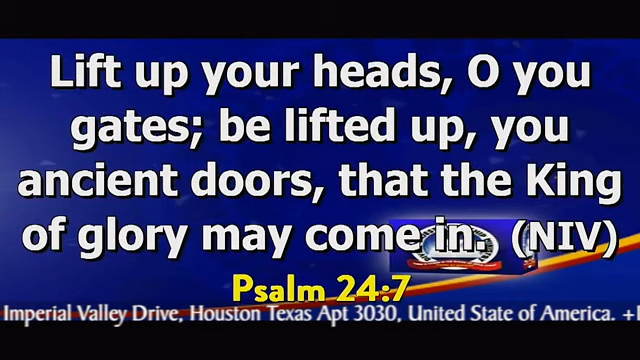 Lift up your heads, O you
gates; be lifted up, you
ancient doors, that the King
of glory may come in. (NIV)
Psalm 24:7
Imperial Valley Drive, Houston Texas Apt 3030, United State of America. +